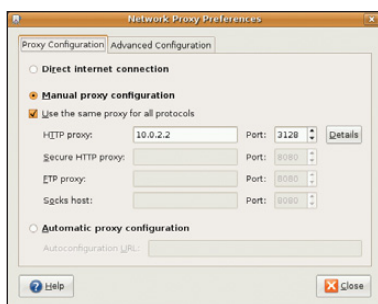 Network Proxy Preferences
Proxy Configuration Advanced Configuration
Direct internet connection
Manual proxy configuration
Use the same proxy for all protocols
HTTP proxy: 10.0.2.2 Port: 3128 Details
Secure HTTP proxy: Port: 8080
FTP proxy: Port: 8080
Socks host: Port: 8080
Automatic proxy configuration
Autoconfiguration URL:
Help Close